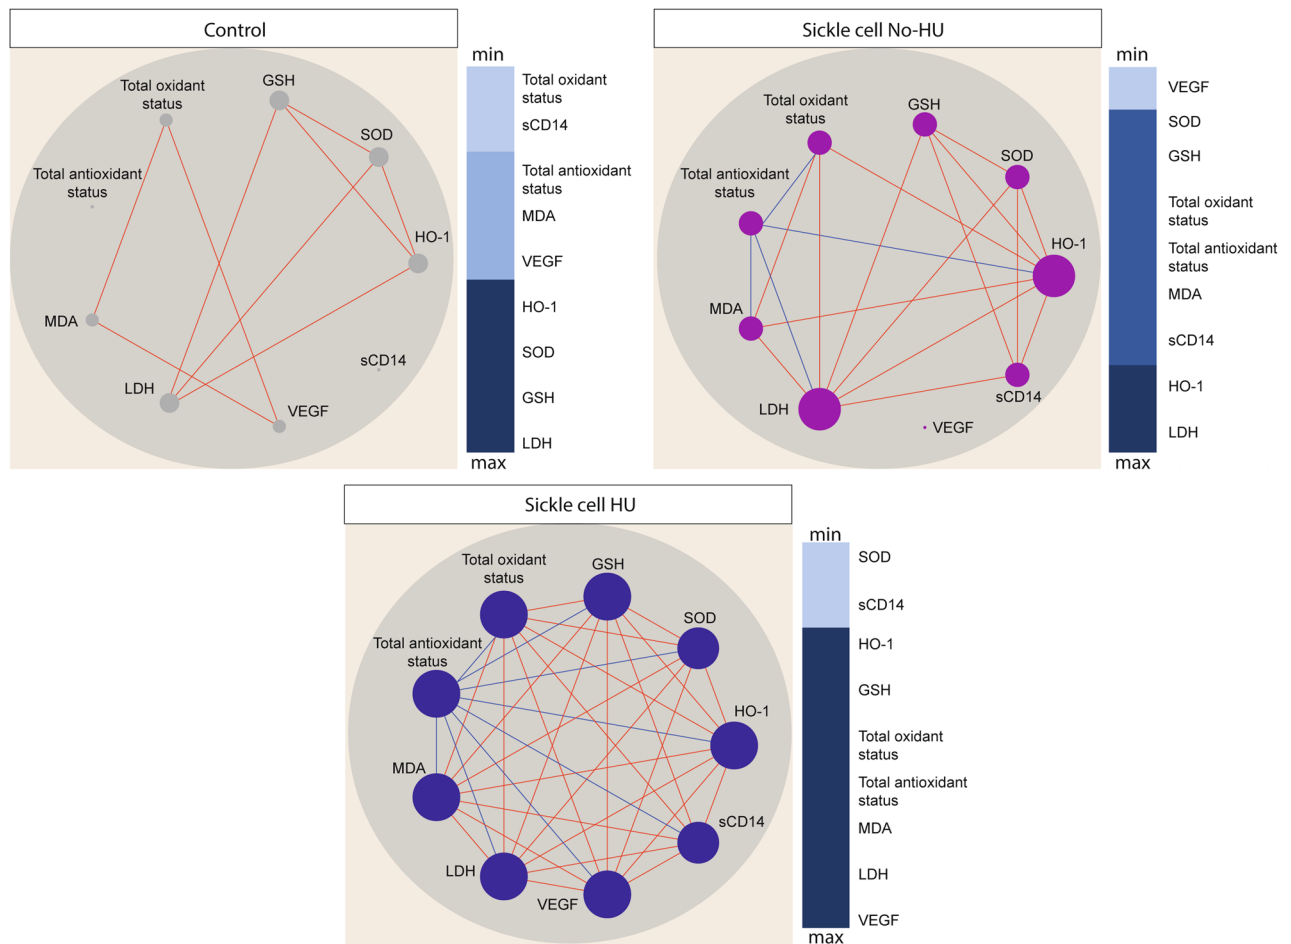 Control
Total oxidant
status
GSH
SOD
Total antioxidant
status
HO-1
MDA
sCD14
LDH
VEGF
min
Total oxidant
status
sCD14
Total antioxidant
status
MDA
VEGF
HO-1
SOD
GSH
LDH
max
Sickle cell No-HU
Total oxidant
status
GSH
SOD
Total antioxidant
status
HO-1
MDA
sCD14
LDH
VEGF
min
VEGF
SOD
GSH
Total oxidant
status
Total antioxidant
status
MDA
sCD14
HO-1
LDH
max
Sickle cell HU
Total oxidant
status
GSH
SOD
Total antioxidant
status
HO-1
MDA
sCD14
LDH
VEGF
min
SOD
sCD14
HO-1
GSH
Total oxidant
status
Total antioxidant
status
MDA
LDH
VEGF
max